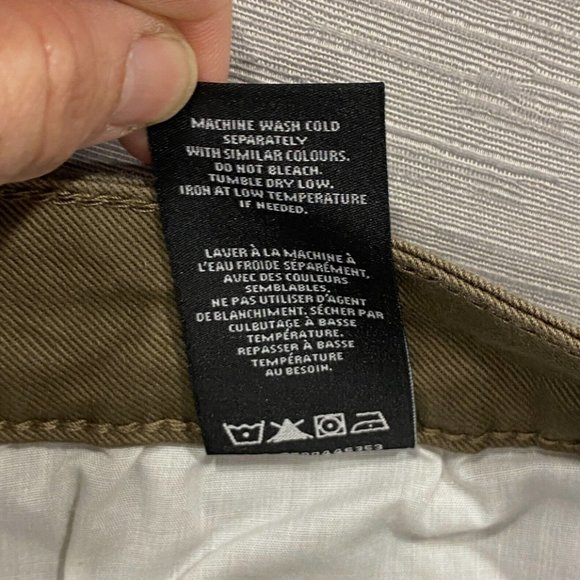 MACHINE WASH COLD
SEPARATELY
WITH SIMILAR COLOURS.
DO NOT BLEACH.
TUMBLE DRY LOW.
IRON AT LOW TEMPERATURE
IF NEEDED.
LAVER À LA MACHINE À
L'EAU FROIDE SÉPARÉMENT,
AVEC DES COULEURS
SEMBLABLES,
NE PAS UTILISER D'AGENT
DE BLANCHIMENT. SÉCHER PAR
CULBUTAGE À BASSE
TEMPÉRATURE.
REPASSER À BASSE
TEMPÉRATURE
AU BESOIN.